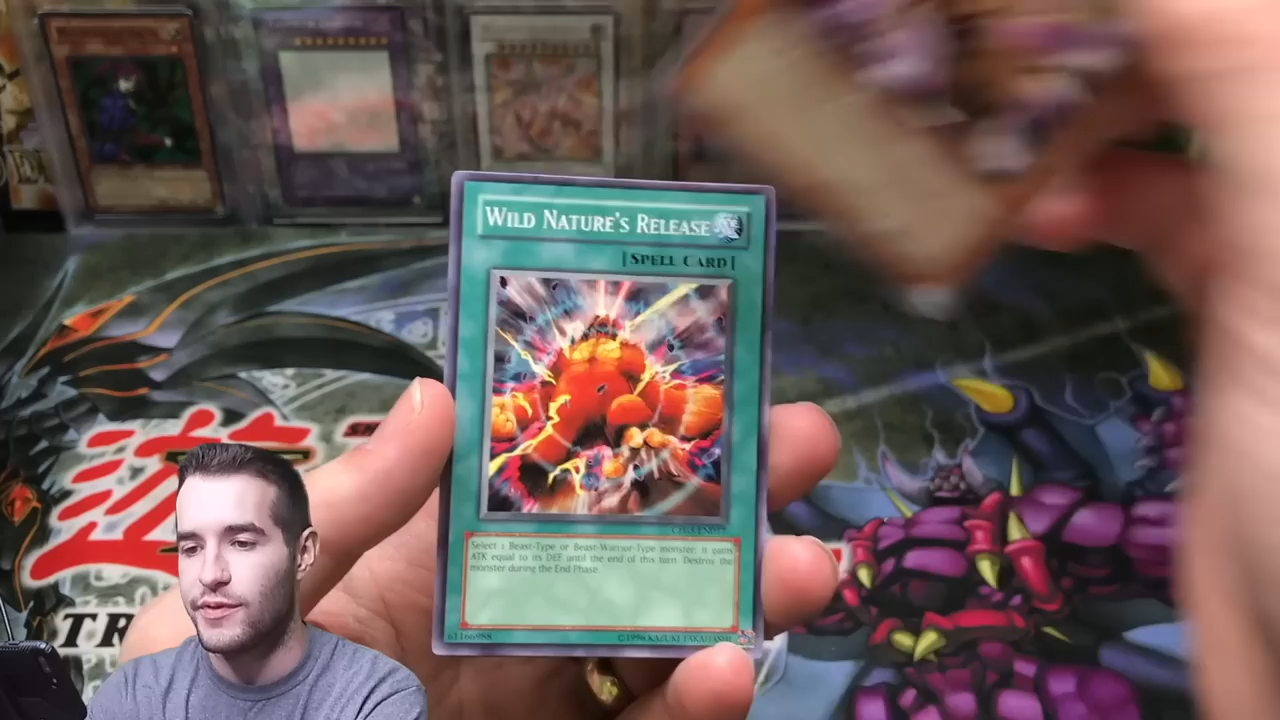 WILD NATURE'S RELEASE
[SPELL CARD]
Select 1 Beast-Type or Beast-Warrior-Type monster: it gains
ATK equal to its DEF until the end of this turn. Destroy the
monster during the End Phase.
61166988
©1996 KAZUKI TAKAHASHI
TR